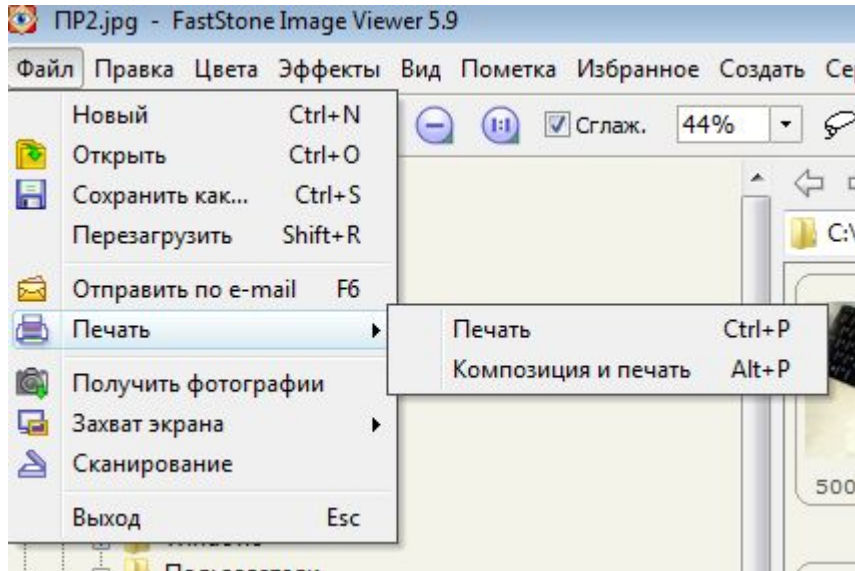 ПР2.jpg - FastStone Image Viewer 5.9
Файл Правка Цвета Эффекты Вид Пометка Избранное Создать
Новый Ctrl+N
1:1 Сглаж. 44%
Открыть Ctrl+O
Сохранить как... Ctrl+S
Перезагрузить Shift+R
C:\
Отправить по e-mail F6
Печать
Печать Ctrl+P
Композиция и печать Alt+P
Получить фотографии
Захват экрана
Сканирование
500
Выход Esc